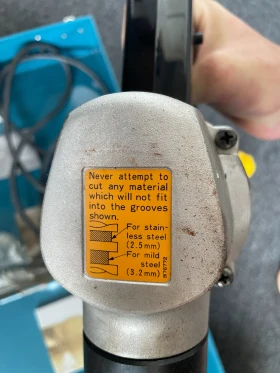 Never attempt to
cut any material
which will not fit
into the grooves
shown.
For stain-
less steel
(2.5mm)
For mild
steel
(3.2mm)